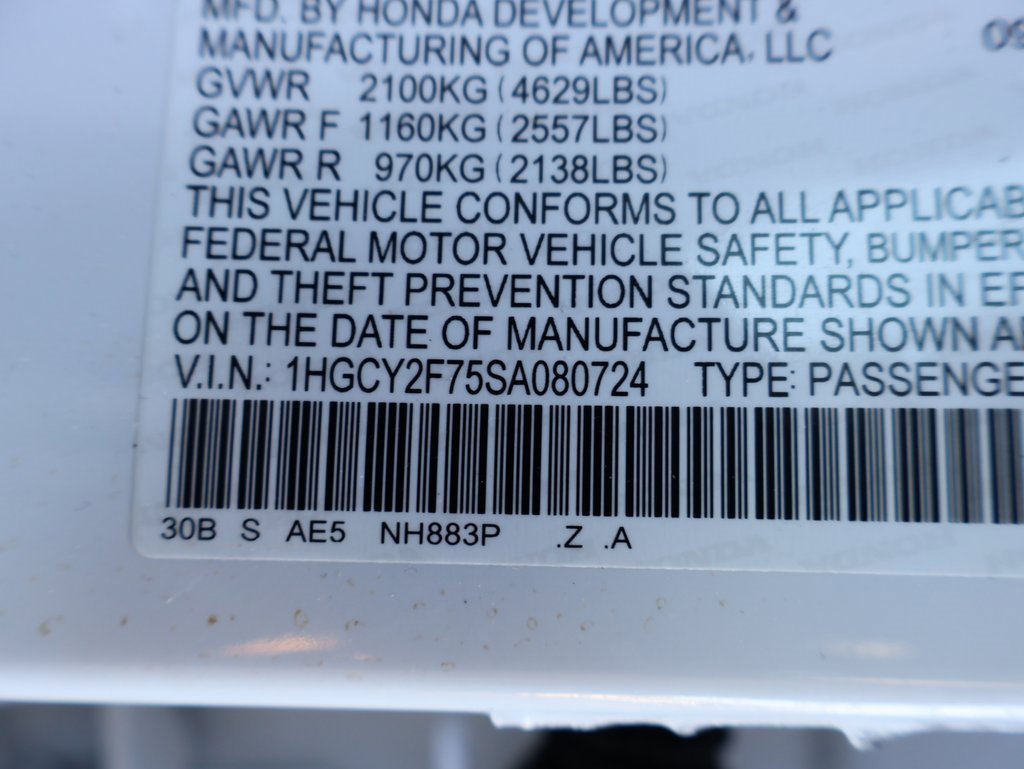 MFD. BY HONDA DEVELOPMENT &
MANUFACTURING OF AMERICA, LLC
GVWR 2100KG (4629LBS)
GAWR F 1160KG (2557LBS)
GAWR R 970KG (2138LBS)
THIS VEHICLE CONFORMS TO ALL APPLICAB
FEDERAL MOTOR VEHICLE SAFETY, BUMPER
AND THEFT PREVENTION STANDARDS IN EF
ON THE DATE OF MANUFACTURE SHOWN A
V.I.N.: 1HGCY2F75SA080724 TYPE: PASSENGE
30B S AE5 NH883P .Z .A